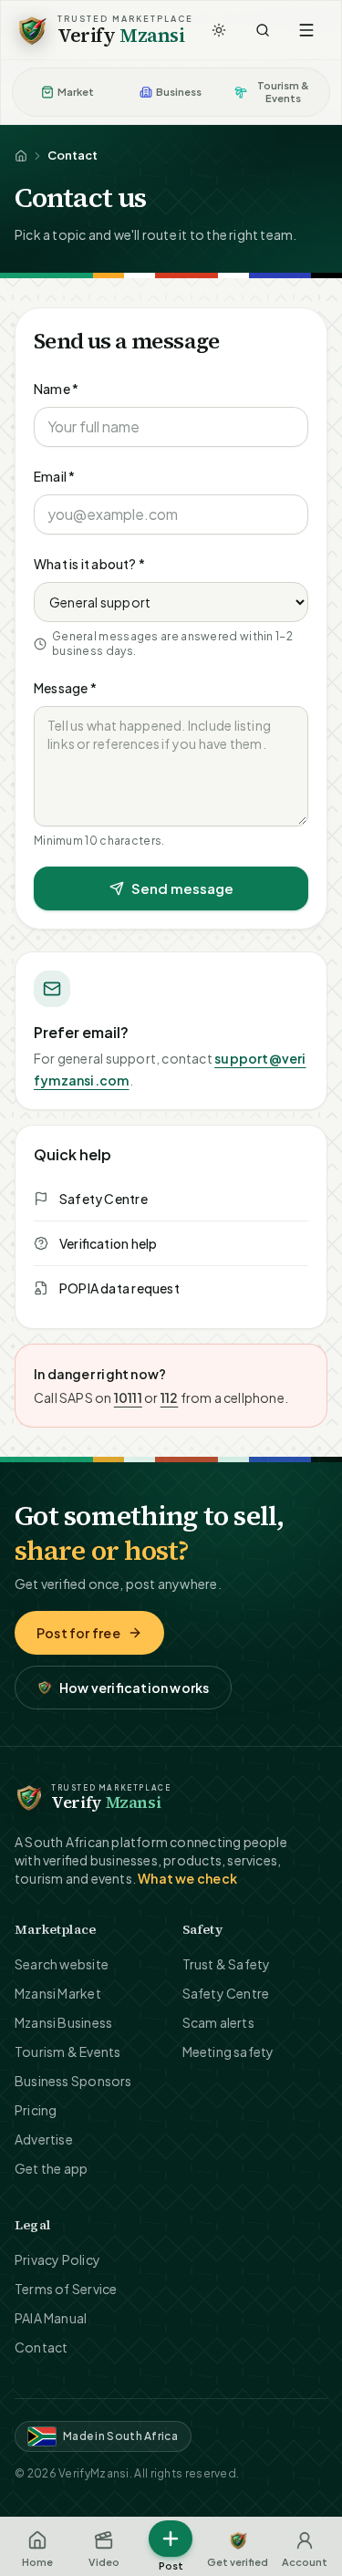 TRUSTED MARKETPLACE
Verify Mzansi
Market
Business
Tourism &
Events
Contact
Contact us
Pick a topic and we'll route it to the right team.
Send us a message
Name *
Your full name
Email *
you@example.com
What is it about? *
General support
General messages are answered within 1–2
business days.
Message *
Tell us what happened. Include listing
links or references if you have them.
Minimum 10 characters.
Send message
Prefer email?
For general support, contact support@veri
fymzansi.com.
Quick help
Safety Centre
Verification help
POPIA data request
In danger right now?
Call SAPS on 10111 or 112 from a cellphone.
Got something to sell,
share or host?
Get verified once, post anywhere.
Post for free
How verification works
TRUSTED MARKETPLACE
Verify Mzansi
A South African platform connecting people
with verified businesses, products, services,
tourism and events. What we check
Marketplace
Search website
Mzansi Market
Mzansi Business
Tourism & Events
Business Sponsors
Pricing
Advertise
Get the app
Safety
Trust & Safety
Safety Centre
Scam alerts
Meeting safety
Legal
Privacy Policy
Terms of Service
PAIA Manual
Contact
Made in South Africa
© 2026 VerifyMzansi. All rights reserved.
Home
Video
Post
Get verified
Account